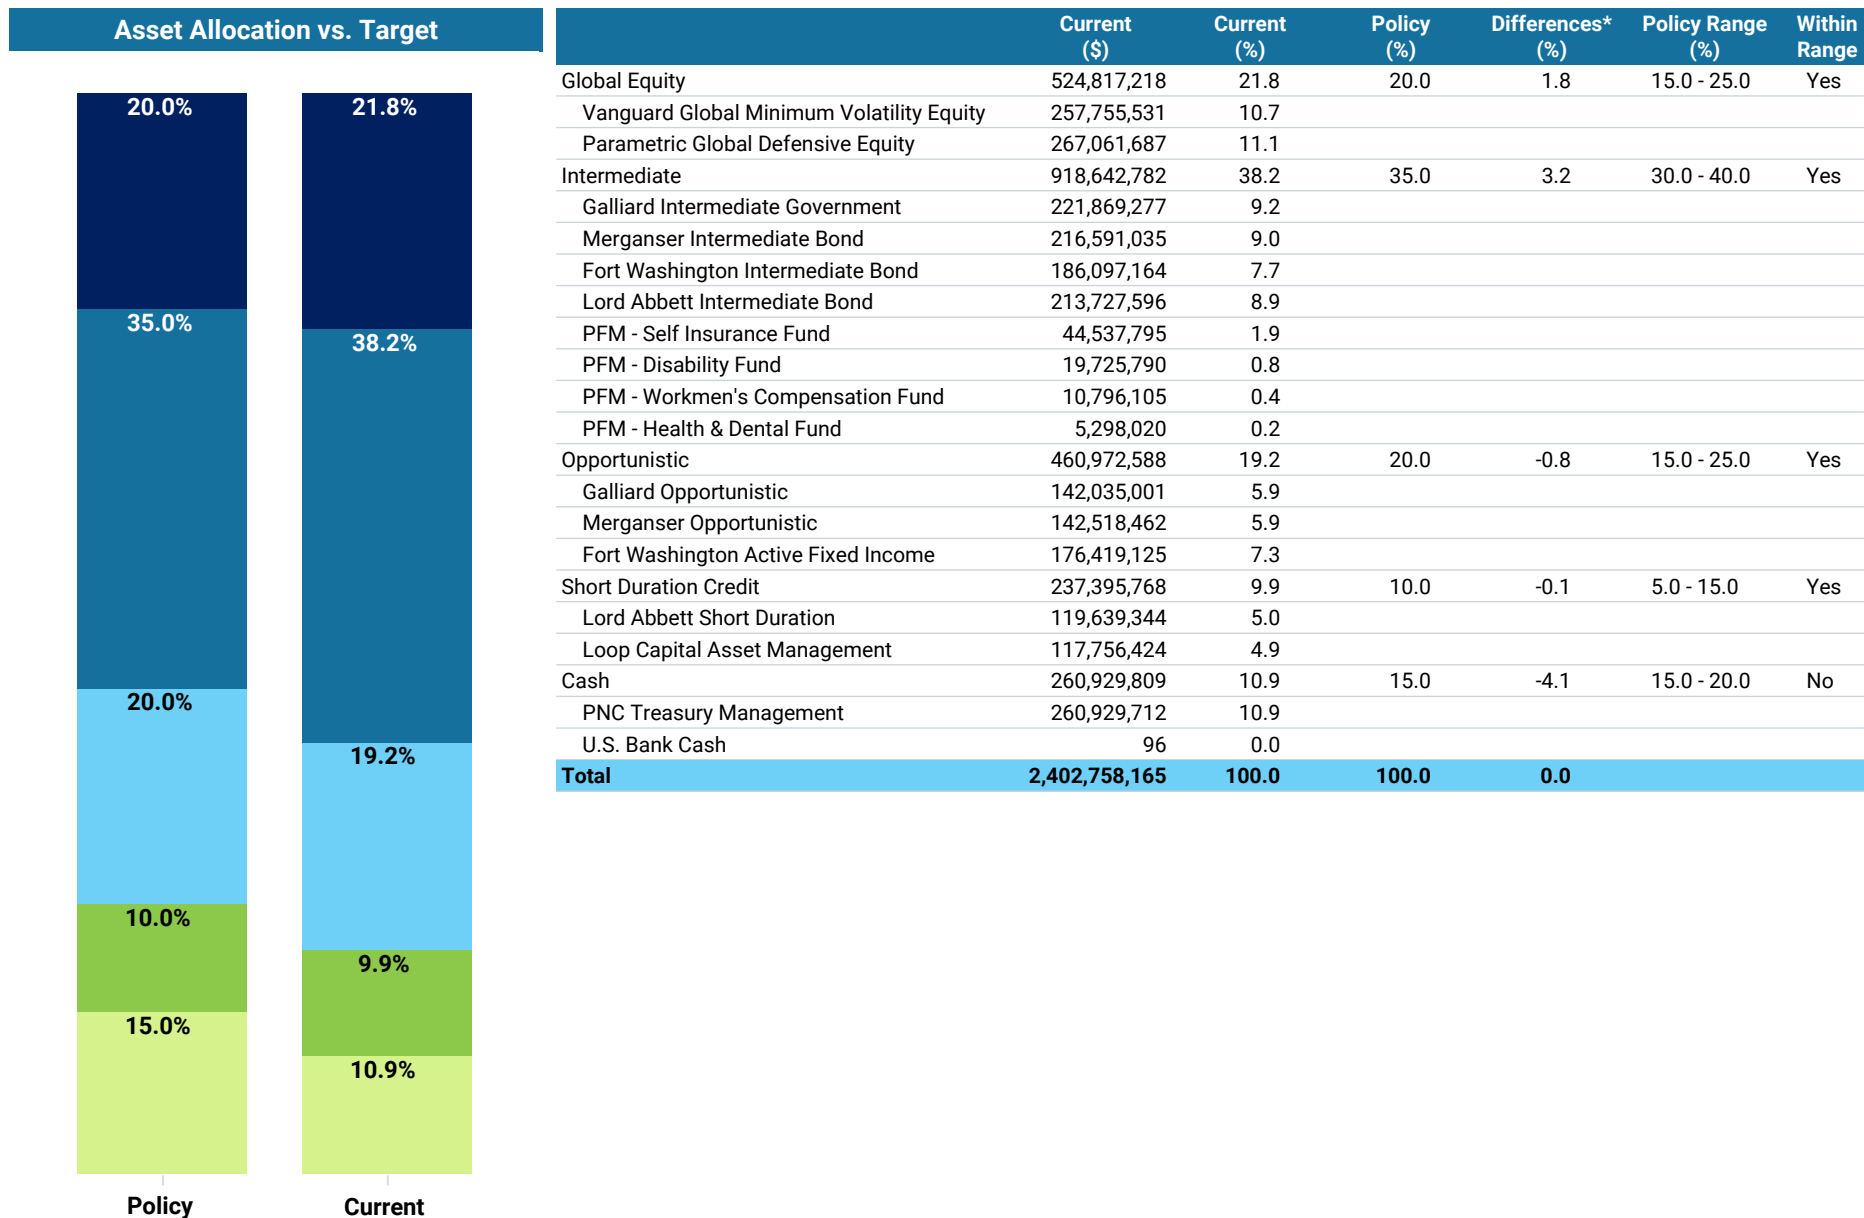 Asset Allocation vs. Target
20.0%
35.0%
20.0%
10.0%
15.0%
Policy
21.8%
38.2%
19.2%
9.9%
10.9%
Current
Current ($) Current (%) Policy (%) Differences* (%) Policy Range (%) Within Range
Global Equity 524,817,218 21.8 20.0 1.8 15.0 - 25.0 Yes
Vanguard Global Minimum Volatility Equity 257,755,531 10.7
Parametric Global Defensive Equity 267,061,687 11.1
Intermediate 918,642,782 38.2 35.0 3.2 30.0 - 40.0 Yes
Galliard Intermediate Government 221,869,277 9.2
Merganser Intermediate Bond 216,591,035 9.0
Fort Washington Intermediate Bond 186,097,164 7.7
Lord Abbett Intermediate Bond 213,727,596 8.9
PFM - Self Insurance Fund 44,537,795 1.9
PFM - Disability Fund 19,725,790 0.8
PFM - Workmen's Compensation Fund 10,796,105 0.4
PFM - Health & Dental Fund 5,298,020 0.2
Opportunistic 460,972,588 19.2 20.0 -0.8 15.0 - 25.0 Yes
Galliard Opportunistic 142,035,001 5.9
Merganser Opportunistic 142,518,462 5.9
Fort Washington Active Fixed Income 176,419,125 7.3
Short Duration Credit 237,395,768 9.9 10.0 -0.1 5.0 - 15.0 Yes
Lord Abbett Short Duration 119,639,344 5.0
Loop Capital Asset Management 117,756,424 4.9
Cash 260,929,809 10.9 15.0 -4.1 15.0 - 20.0 No
PNC Treasury Management 260,929,712 10.9
U.S. Bank Cash 96 0.0
Total 2,402,758,165 100.0 100.0 0.0